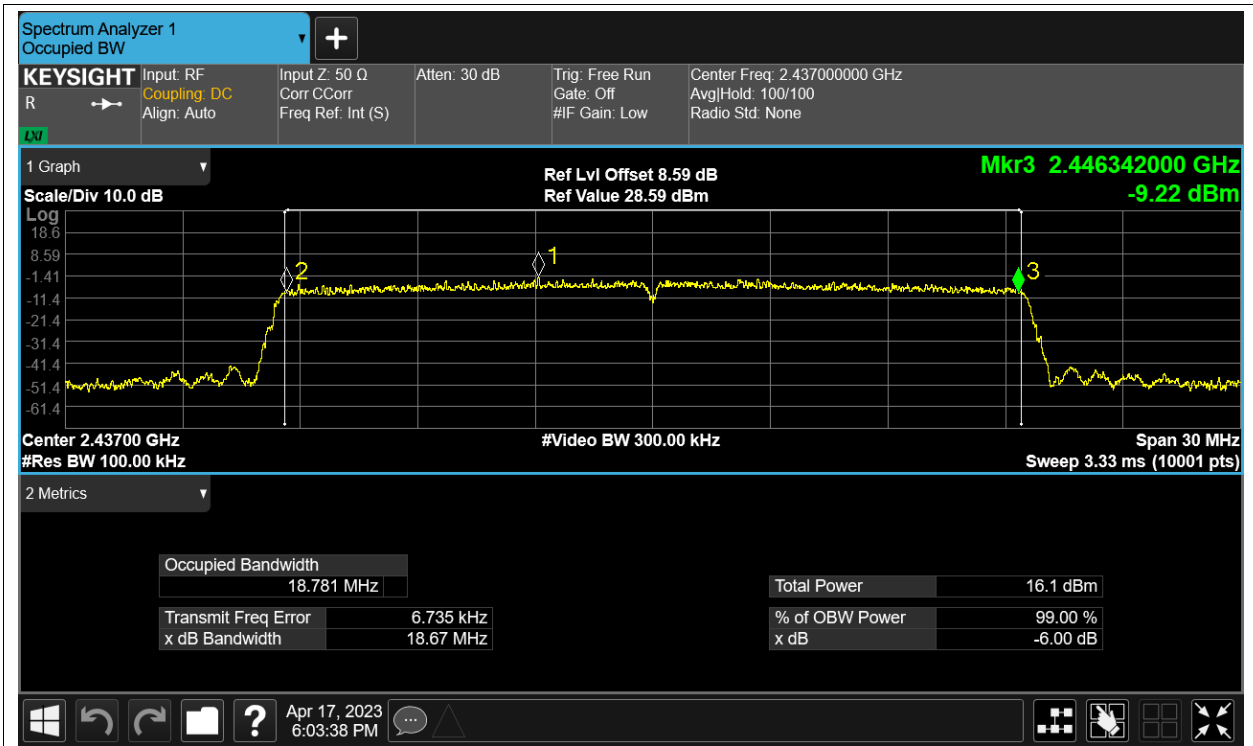 Spectrum Analyzer 1
Occupied BW
KEYSIGHT
R
LXI
Input: RF
Coupling: DC
Align: Auto
Input Z: 50 Ω
Corr CCorr
Freq Ref: Int (S)
Atten: 30 dB
Trig: Free Run
Gate: Off
#IF Gain: Low
Center Freq: 2.437000000 GHz
Avg|Hold: 100/100
Radio Std: None
1 Graph
Scale/Div 10.0 dB
Ref Lvl Offset 8.59 dB
Ref Value 28.59 dBm
Mkr3 2.446342000 GHz
-9.22 dBm
Log
18.6
8.59
-1.41
-11.4
-21.4
-31.4
-41.4
-51.4
-61.4
2
1
3
Center 2.43700 GHz
#Video BW 300.00 kHz
Span 30 MHz
#Res BW 100.00 kHz
Sweep 3.33 ms (10001 pts)
2 Metrics
Occupied Bandwidth
18.781 MHz
Transmit Freq Error 6.735 kHz
x dB Bandwidth 18.67 MHz
Total Power 16.1 dBm
% of OBW Power 99.00 %
x dB -6.00 dB
?
Apr 17, 2023
6:03:38 PM